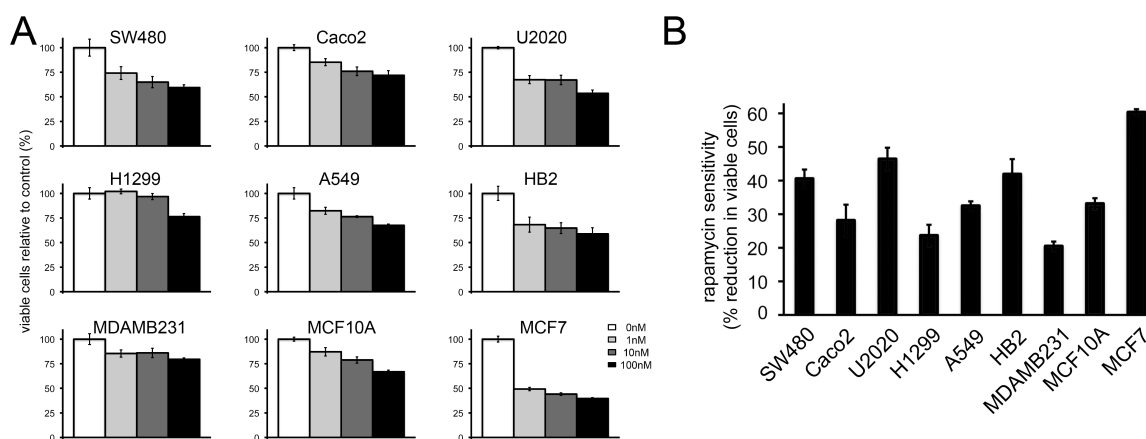 A
B
viable cells relative to control (%)
SW480
100
75
50
25
0
Caco2
100
75
50
25
0
U2020
100
75
50
25
0
H1299
100
75
50
25
0
A549
100
75
50
25
0
HB2
100
75
50
25
0
MDAMB231
100
75
50
25
MCF10A
100
75
50
25
MCF7
100
75
50
25
0nM
1nM
10nM
100nM
rapamycin sensitivity
(% reduction in viable cells)
60
50
40
30
20
10
0
SW480
Caco2
U2020
H1299
A549
HB2
MDAMB231
MCF10A
MCF7